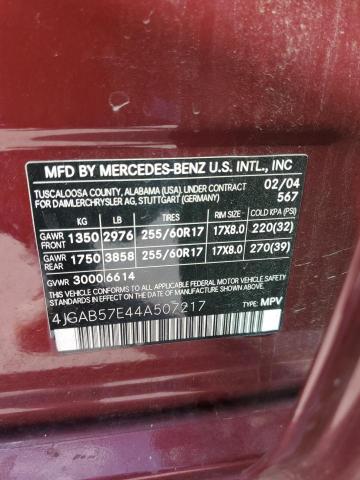 MFD BY MERCEDES-BENZ U.S. INTL., INC
TUSCALOOSA COUNTY, ALABAMA (USA). UNDER CONTRACT 02/04
FOR DAIMLERCHRYSLER AG, STUTTGART (GERMANY) 567
KG LB TIRES RIM SIZE COLD KPA (PSI)
GAWR FRONT 1350 2976 255/60R17 17X8.0 220(32)
GAWR REAR 1750 3858 255/60R17 17X8.0 270(39)
GVWR 3000 6614
THIS VEHICLE CONFORMS TO ALL APPLICABLE FEDERAL MOTOR VEHICLE SAFETY
AND THEFT PREVENTION STANDARDS IN EFFECT ON THE DATE OF MANUFACTURE SHOWN ABOVE.
4JGAB57E44A507217 TYPE: MPV